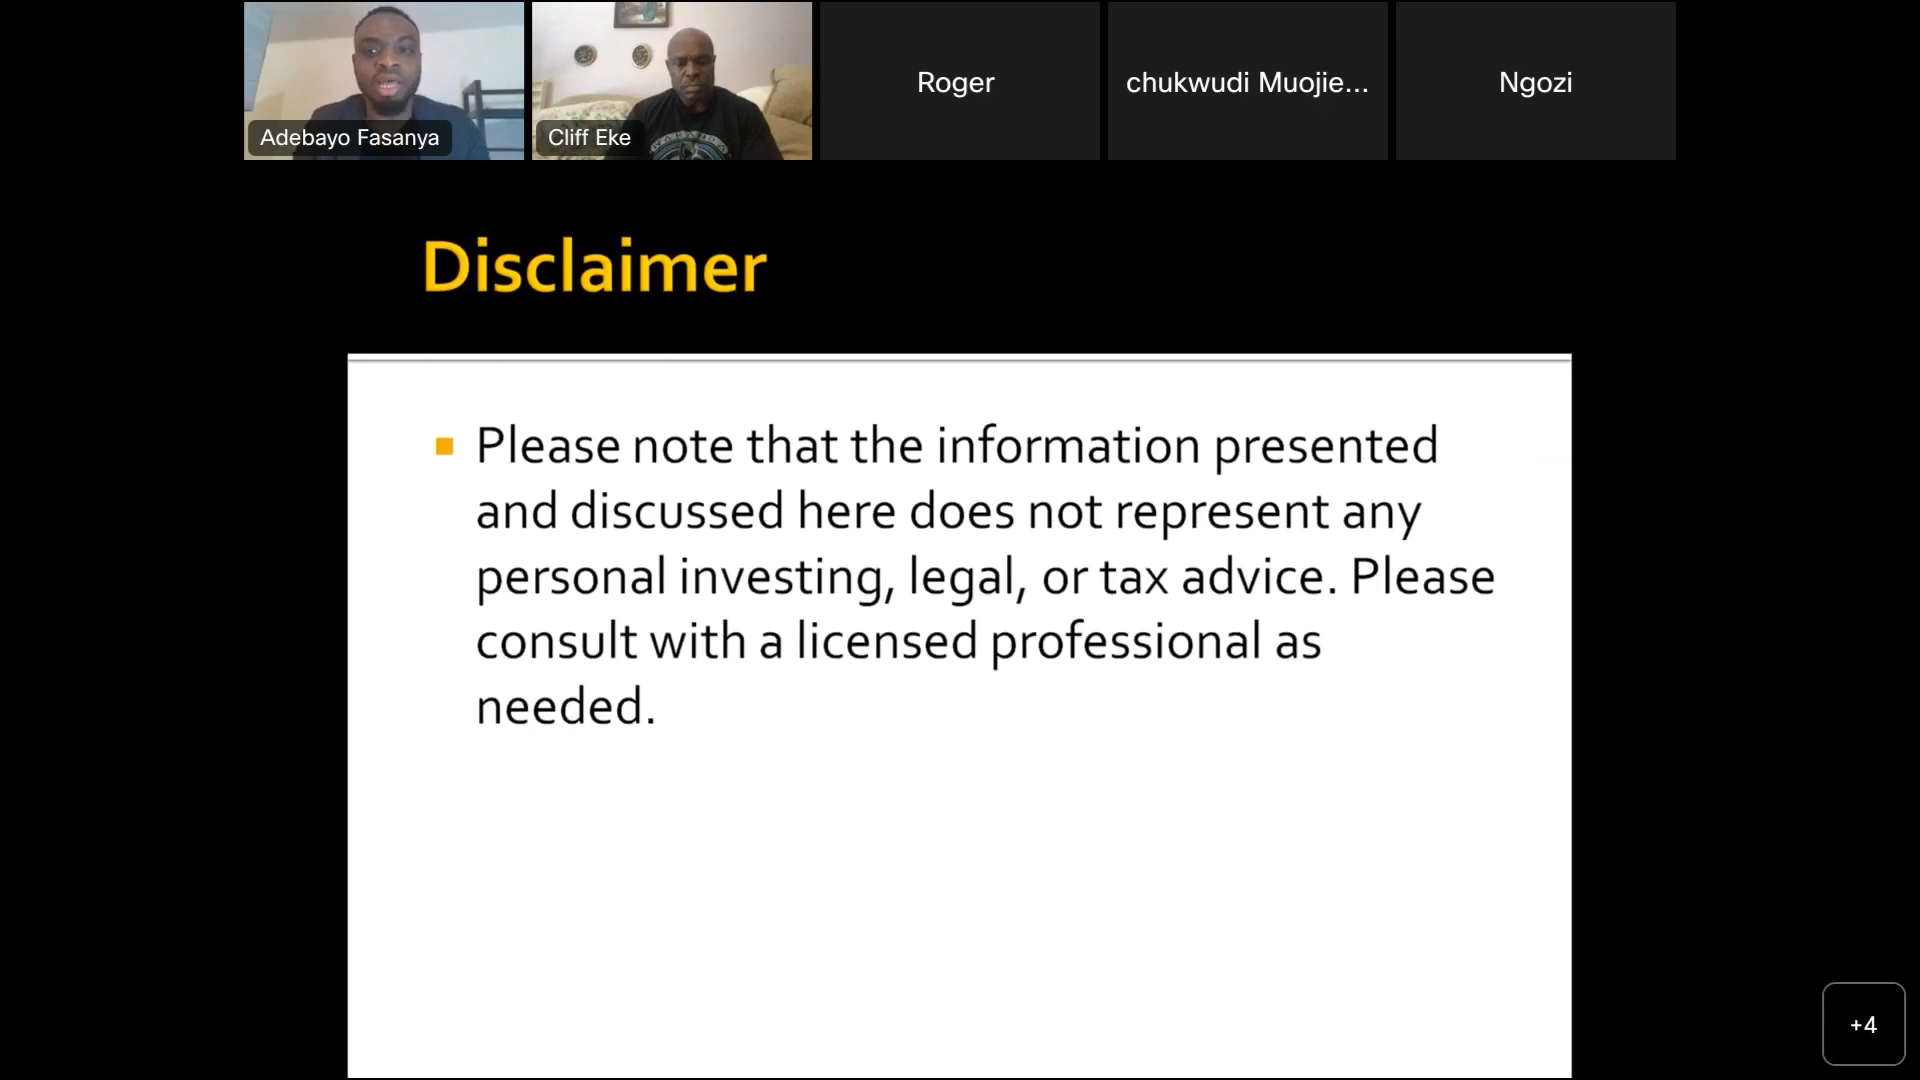 Adebayo Fasanya
Cliff Eke
Roger
chukwudi Muojie...
Ngozi
Disclaimer
Please note that the information presented
and discussed here does not represent any
personal investing, legal, or tax advice. Please
consult with a licensed professional as
needed.
+4